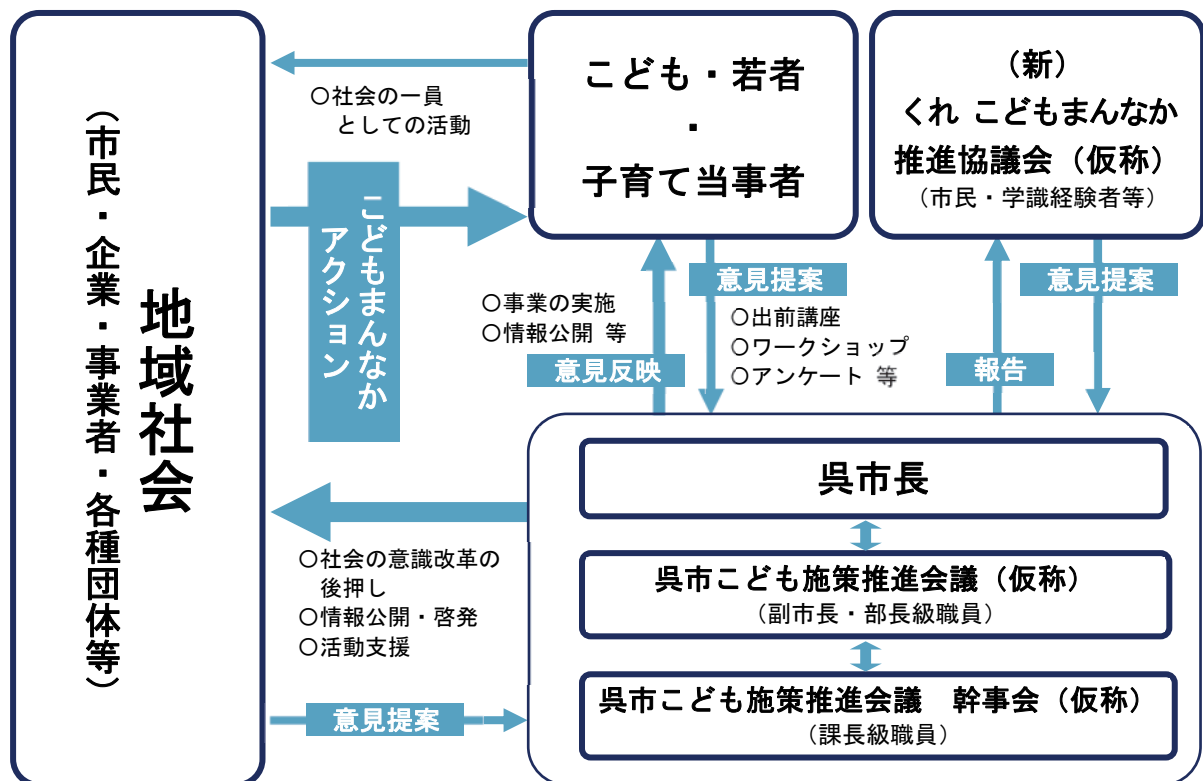 地域社会
（市民・企業・事業者・各種団体等）
〇社会の一員
としての活動
こどもまんなか
アクション
こども・若者
・
子育て当事者
（新）
くれ こどもまんなか
推進協議会（仮称）
（市民・学識経験者等）
〇事業の実施
〇情報公開 等
意見反映
意見提案
〇出前講座
〇ワークショップ
〇アンケート 等
報告
意見提案
〇社会の意識改革の
後押し
〇情報公開・啓発
〇活動支援
意見提案
呉市長
呉市こども施策推進会議（仮称）
（副市長・部長級職員）
呉市こども施策推進会議　幹事会（仮称）
（課長級職員）